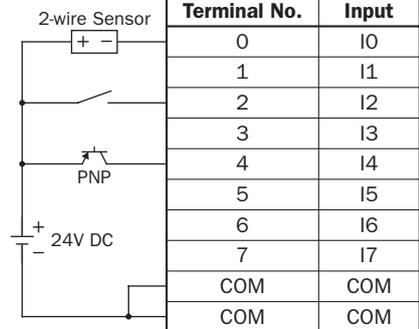 2-wire Sensor
+ −
PNP
+
24V DC
−
Terminal No. Input
0 I0
1 I1
2 I2
3 I3
4 I4
5 I5
6 I6
7 I7
COM COM
COM COM